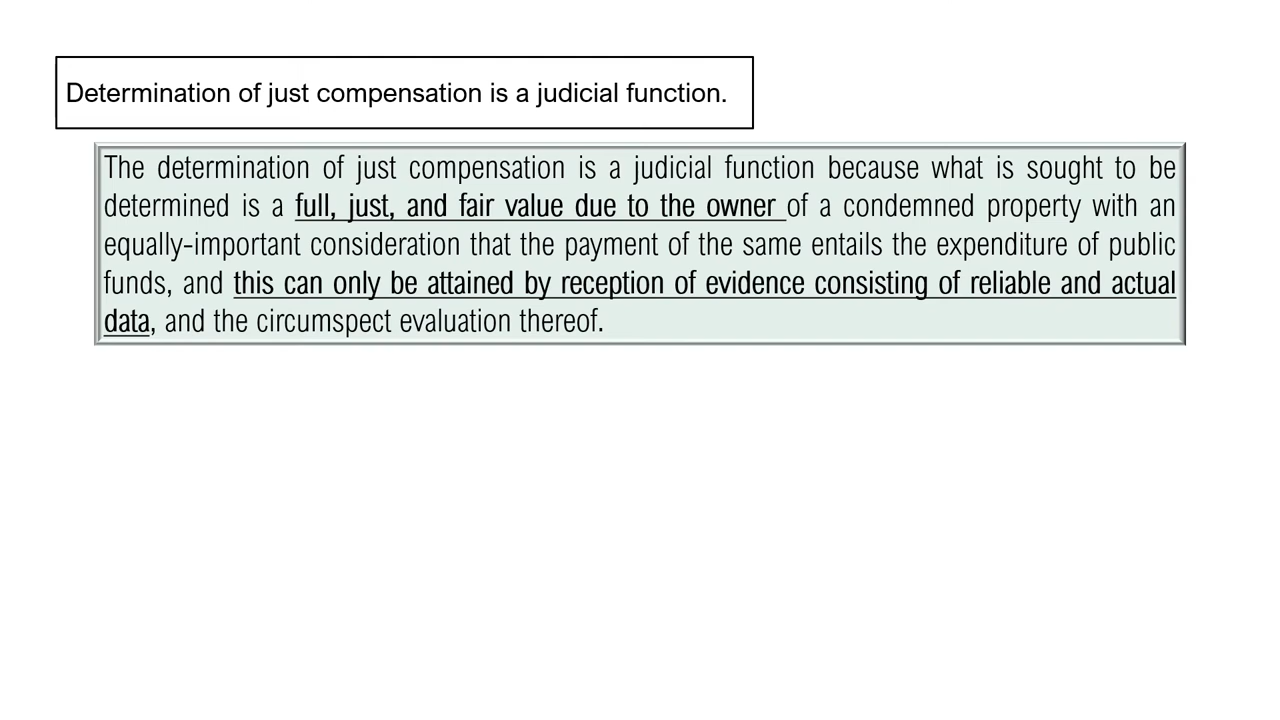 Determination of just compensation is a judicial function.
The determination of just compensation is a judicial function because what is sought to be
determined is a full, just, and fair value due to the owner of a condemned property with an
equally-important consideration that the payment of the same entails the expenditure of public
funds, and this can only be attained by reception of evidence consisting of reliable and actual
data, and the circumspect evaluation thereof.